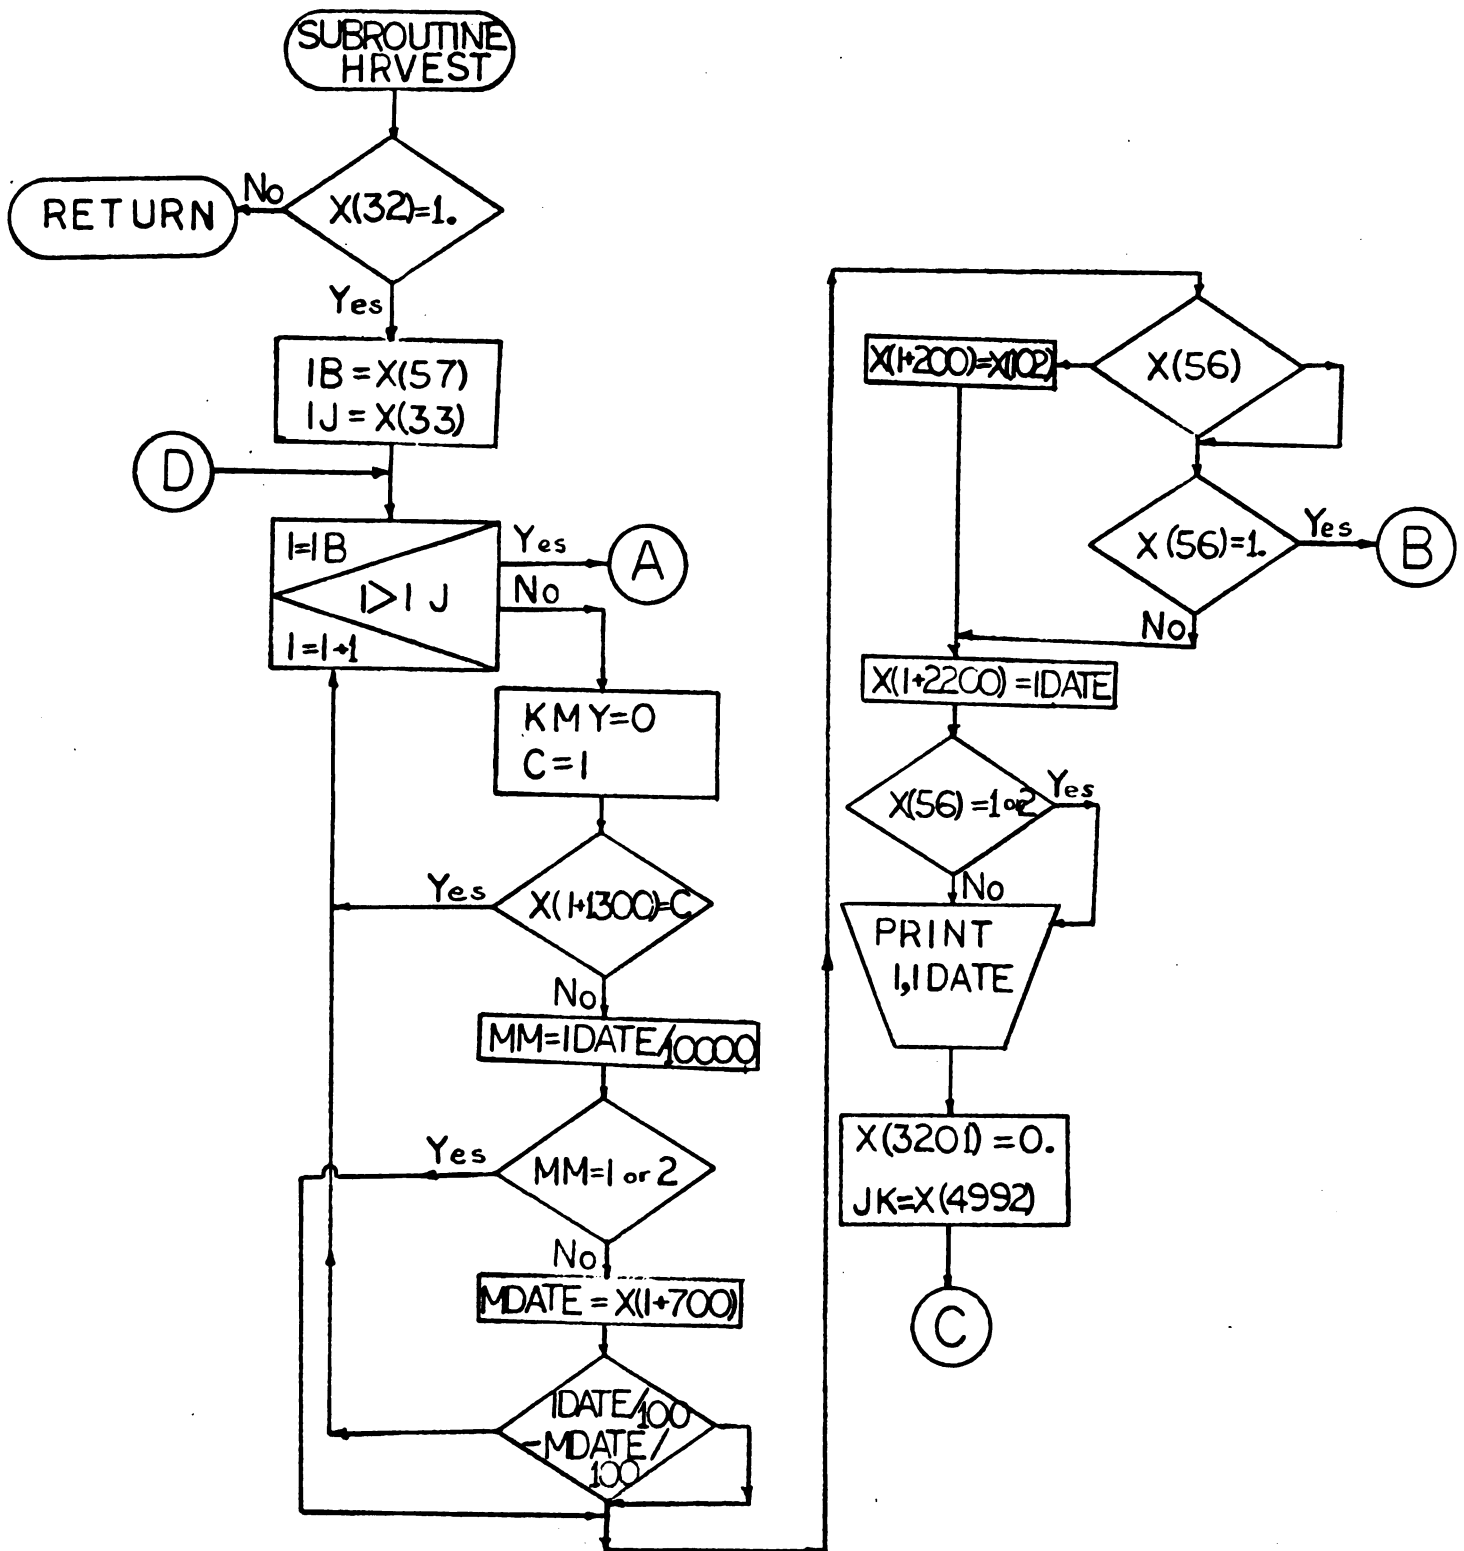 SUBROUTINE
HRVEST
No
RETURN
X(32)=1.
Yes
IB=X(57)
IJ=X(33)
D
I=IB
I>IJ
I=I+1
Yes
A
No
KMY=0
C=1
Yes
X(I+1300)=C
No
MM=IDATE/10000
Yes
MM=1 or 2
No
MDATE=X(I+700)
IDATE/100
-MDATE/
100
X(I+200)=X(102)
X(56)
X(56)=1.
Yes
B
No
X(I+2200)=IDATE
X(56)=1 or 2
Yes
No
PRINT
I,IDATE
X(3201)=0.
JK=X(4992)
C